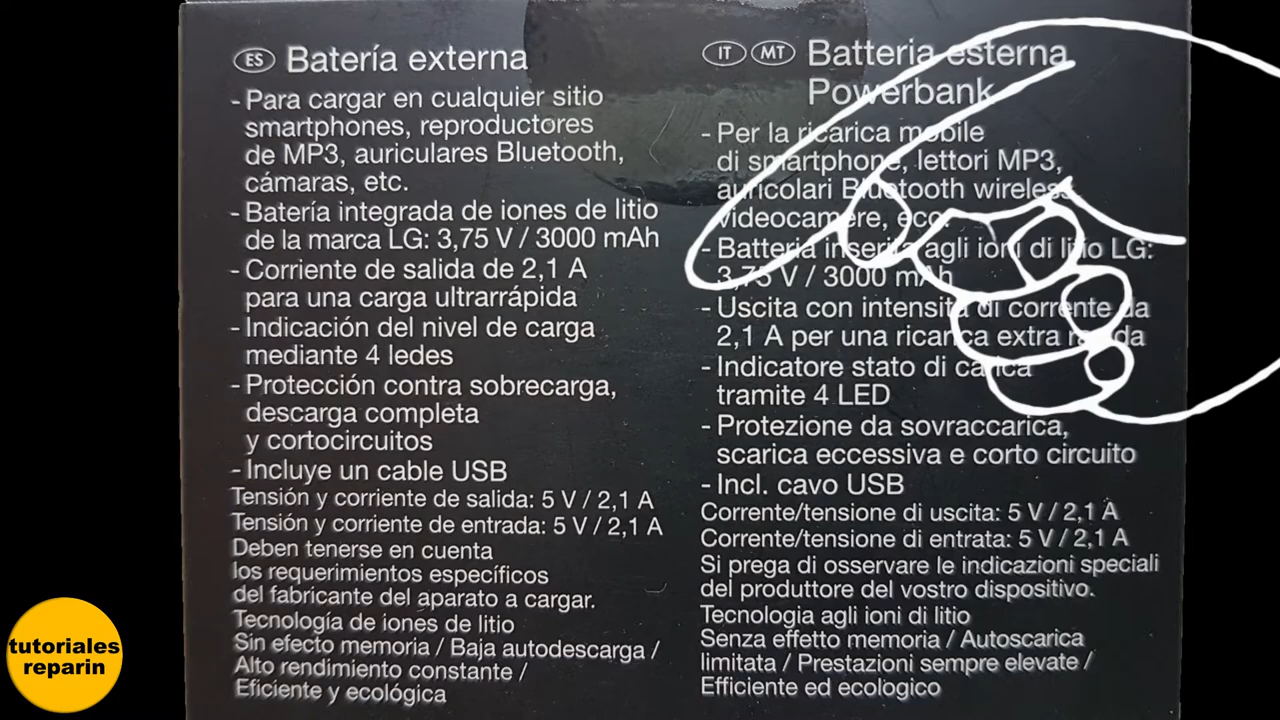 ES Batería externa
- Para cargar en cualquier sitio
smartphones, reproductores
de MP3, auriculares Bluetooth,
cámaras, etc.
- Batería integrada de iones de litio
de la marca LG: 3,75 V / 3000 mAh
- Corriente de salida de 2,1 A
para una carga ultrarrápida
- Indicación del nivel de carga
mediante 4 ledes
- Protección contra sobrecarga,
descarga completa
y cortocircuitos
- Incluye un cable USB
Tensión y corriente de salida: 5 V / 2,1 A
Tensión y corriente de entrada: 5 V / 2,1 A
Deben tenerse en cuenta
los requerimientos específicos
del fabricante del aparato a cargar.
Tecnología de iones de litio
Sin efecto memoria / Baja autodescarga /
Alto rendimiento constante /
Eficiente y ecológica
IT MT Batteria esterna
Powerbank
- Per la ricarica mobile
di smartphone, lettori MP3,
auricolari Bluetooth wireless,
videocamere, ecc.
- Batteria inserita agli ioni di litio LG:
3,75 V / 3000 mAh
- Uscita con intensità di corrente da
2,1 A per una ricarica extra rapida
- Indicatore stato di carica
tramite 4 LED
- Protezione da sovraccarica,
scarica eccessiva e corto circuito
- Incl. cavo USB
Corrente/tensione di uscita: 5 V / 2,1 A
Corrente/tensione di entrata: 5 V / 2,1 A
Si prega di osservare le indicazioni speciali
del produttore del vostro dispositivo.
Tecnologia agli ioni di litio
Senza effetto memoria / Autoscarica
limitata / Prestazioni sempre elevate /
Efficiente ed ecologico
tutoriales
reparin